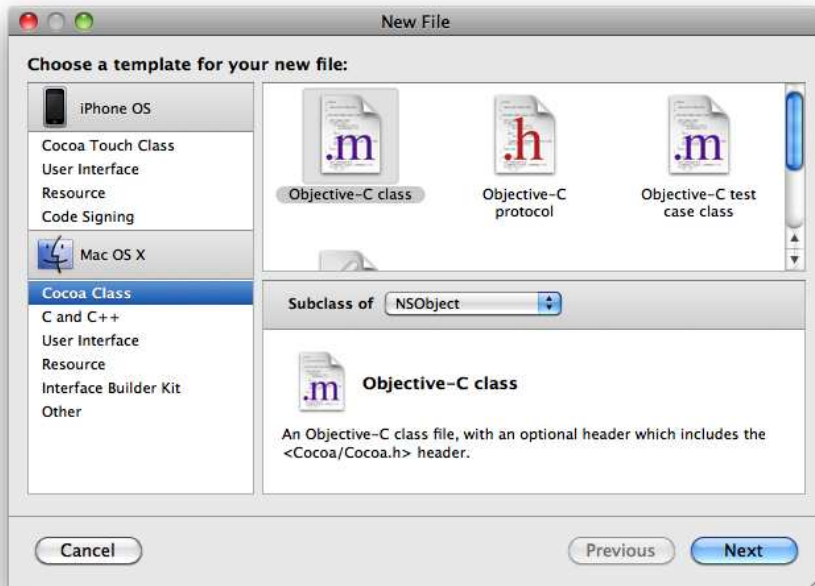 New File
Choose a template for your new file:
iPhone OS
Cocoa Touch Class
User Interface
Resource
Code Signing
Mac OS X
Cocoa Class
C and C++
User Interface
Resource
Interface Builder Kit
Other
.m
Objective-C class
.h
Objective-C
protocol
.m
Objective-C test
case class
Subclass of NSObject
.m
Objective-C class
An Objective-C class file, with an optional header which includes the
<Cocoa/Cocoa.h> header.
Cancel
Previous
Next